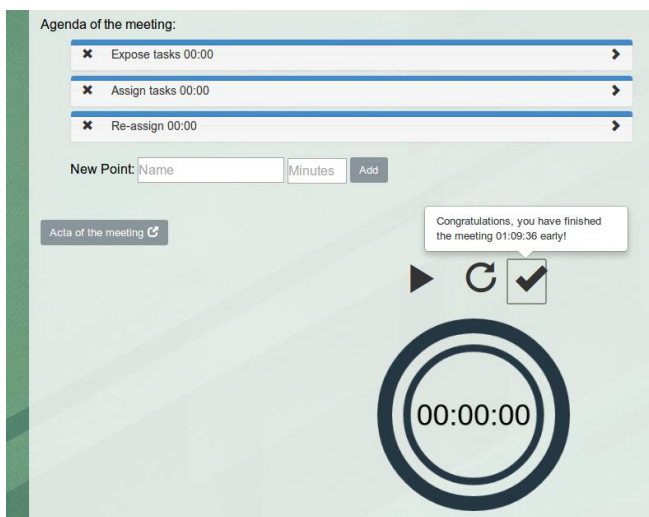 Agenda of the meeting:
Expose tasks 00:00
Assign tasks 00:00
Re-assign 00:00
New Point: Name Minutes Add
Acta of the meeting
Congratulations, you have finished
the meeting 01:09:36 early!
00:00:00